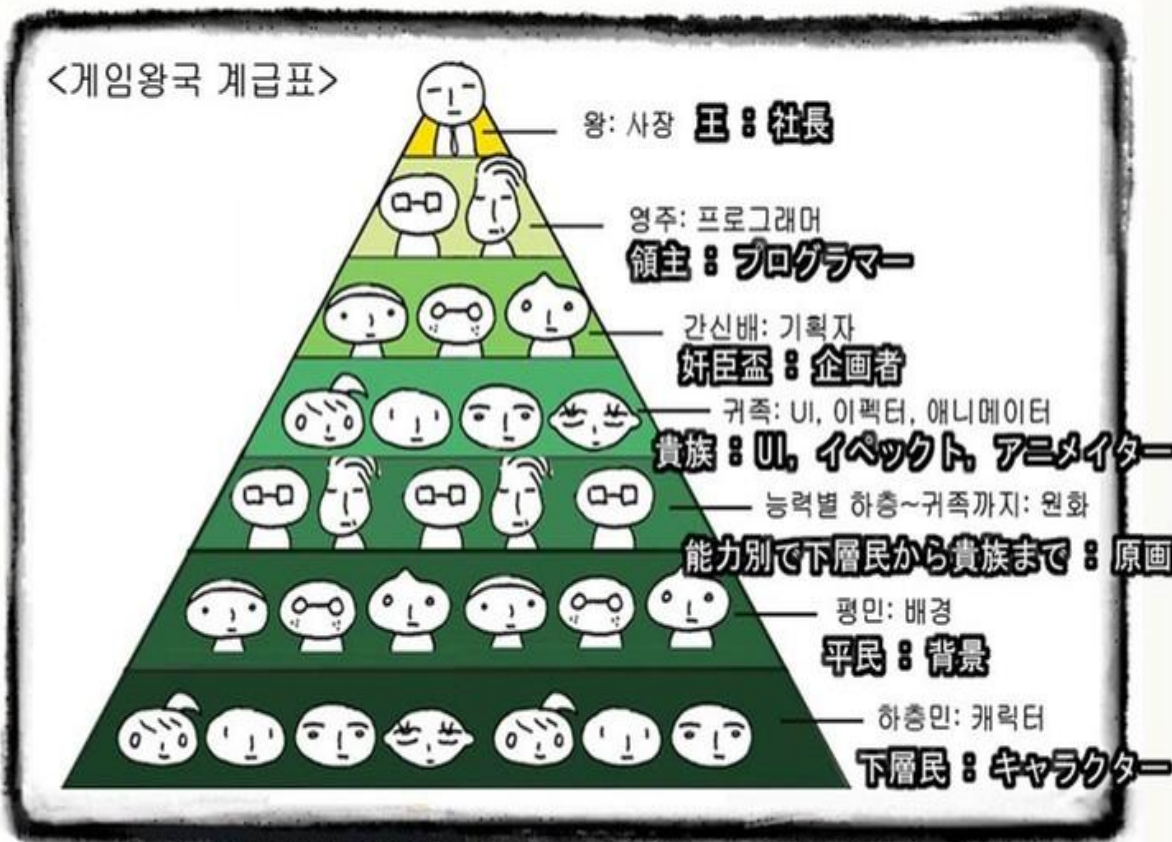 <게임왕국 계급표>
왕: 사장 王：社長
영주: 프로그래머
領主：プログラマー
간신배: 기획자
奸臣盃：企画者
귀족: UI, 이펙터, 애니메이터
貴族：UI, イペックト, アニメイター
능력별 하층~귀족까지: 원화
能力別で下層民から貴族まで：原画
평민: 배경
平民：背景
하층민: 캐릭터
下層民：キャラクター